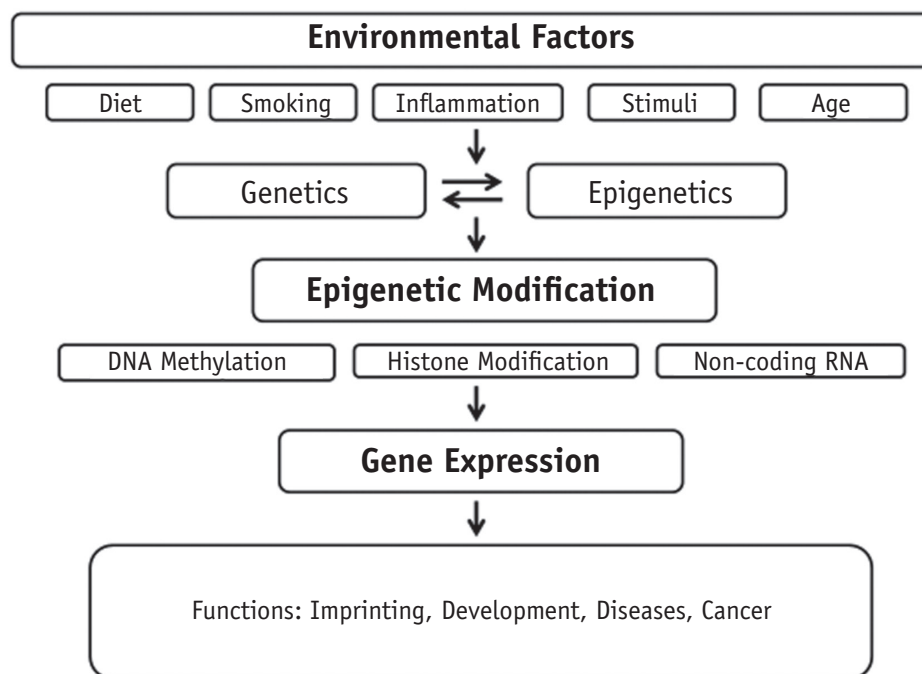 Environmental Factors
Diet
Smoking
Inflammation
Stimuli
Age
Genetics
Epigenetics
Epigenetic Modification
DNA Methylation
Histone Modification
Non-coding RNA
Gene Expression
Functions: Imprinting, Development, Diseases, Cancer